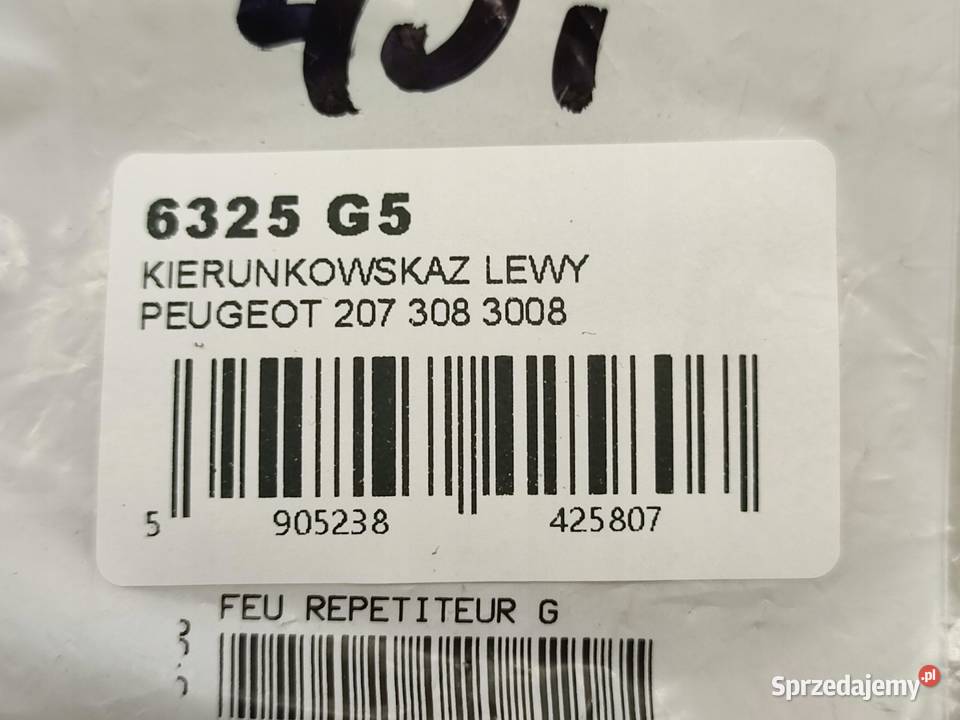 6325 G5
KIERUNKOWSKAZ LEWY
PEUGEOT 207 308 3008
5 905238 425807
FEU REPETITEUR G
Sprzedajemy.pl